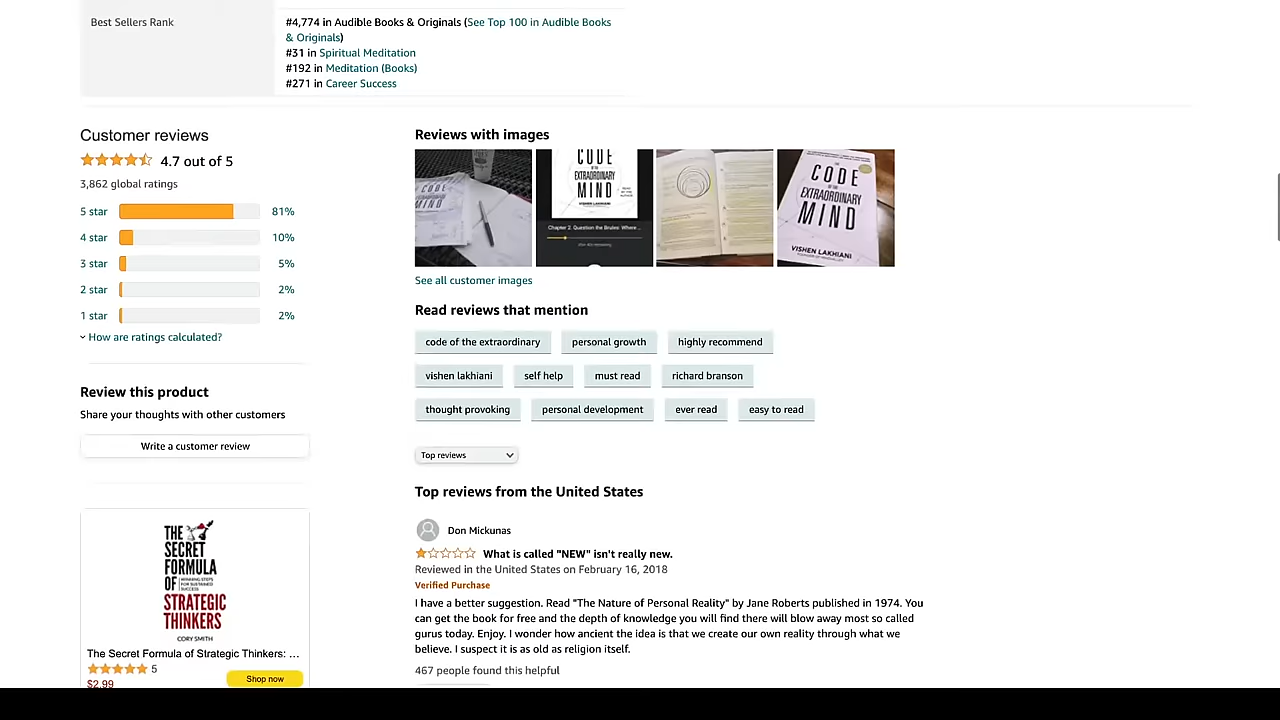 Best Sellers Rank
#4,774 in Audible Books & Originals (See Top 100 in Audible Books
& Originals)
#31 in Spiritual Meditation
#192 in Meditation (Books)
#271 in Career Success
Customer reviews
4.7 out of 5
3,862 global ratings
5 star 81%
4 star 10%
3 star 5%
2 star 2%
1 star 2%
How are ratings calculated?
Review this product
Share your thoughts with other customers
Write a customer review
THE
SECRET
FORMULA
OF
STRATEGIC
THINKERS
CORY SMITH
The Secret Formula of Strategic Thinkers: ...
5
$2.99
Shop now
Reviews with images
CODE
EXTRAORDINARY
MIND
VISHEN LAKHIANI
Chapter 2. Question the Brules: Where ...
CODE
EXTRAORDINARY
MIND
VISHEN LAKHIANI
See all customer images
Read reviews that mention
code of the extraordinary personal growth highly recommend
vishen lakhiani self help must read richard branson
thought provoking personal development ever read easy to read
Top reviews
Top reviews from the United States
Don Mickunas
What is called "NEW" isn't really new.
Reviewed in the United States on February 16, 2018
Verified Purchase
I have a better suggestion. Read "The Nature of Personal Reality" by Jane Roberts published in 1974. You
can get the book for free and the depth of knowledge you will find there will blow away most so called
gurus today. Enjoy. I wonder how ancient the idea is that we create our own reality through what we
believe. I suspect it is as old as religion itself.
467 people found this helpful